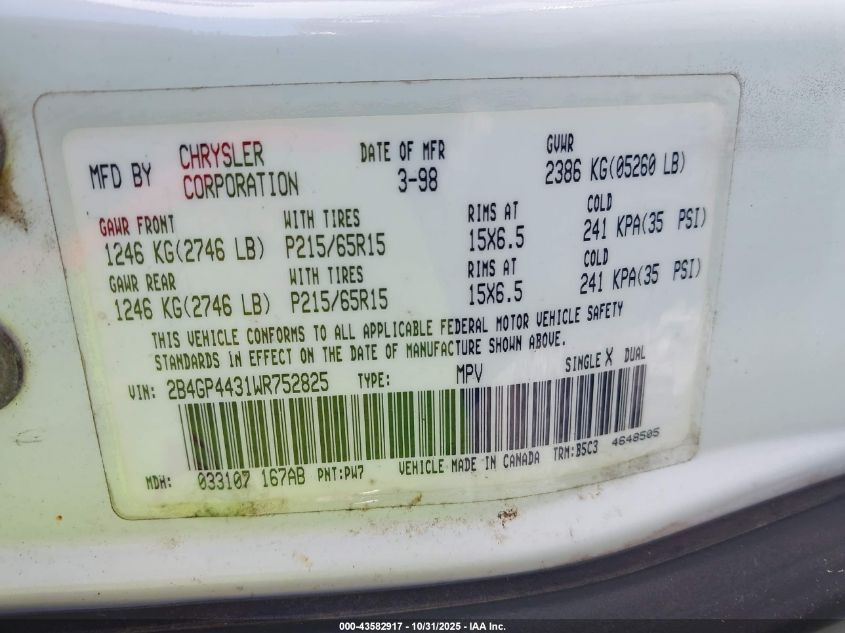 MFD BY CHRYSLER CORPORATION DATE OF MFR 3-98 GVWR 2386 KG(05260 LB)
GAWR FRONT WITH TIRES RIMS AT COLD
1246 KG(2746 LB) P215/65R15 15X6.5 241 KPA(35 PSI)
GAWR REAR WITH TIRES RIMS AT COLD
1246 KG(2746 LB) P215/65R15 15X6.5 241 KPA(35 PSI)
THIS VEHICLE CONFORMS TO ALL APPLICABLE FEDERAL MOTOR VEHICLE SAFETY
STANDARDS IN EFFECT ON THE DATE OF MANUFACTURE SHOWN ABOVE.
VIN: 2B4GP4431WR752825 TYPE: MPV SINGLE X DUAL
MDH: 033107 167AB PNT:PW7 VEHICLE MADE IN CANADA TRM:B5C3 4648505
000-43582917 - 10/31/2025 - IAA Inc.